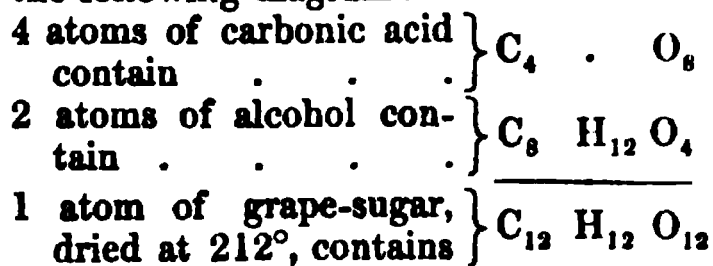 the following diagram.
4 atoms of carbonic acid contain . . . } C₄ . O₈
2 atoms of alcohol contain . . . . } C₈ H₁₂ O₄
1 atom of grape-sugar, dried at 212°, contains } C₁₂ H₁₂ O₁₂